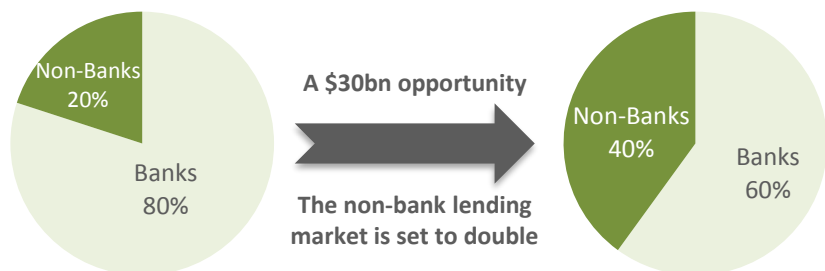 Non-Banks
20%
Banks
80%
A $30bn opportunity
The non-bank lending
market is set to double
Non-Banks
40%
Banks
60%